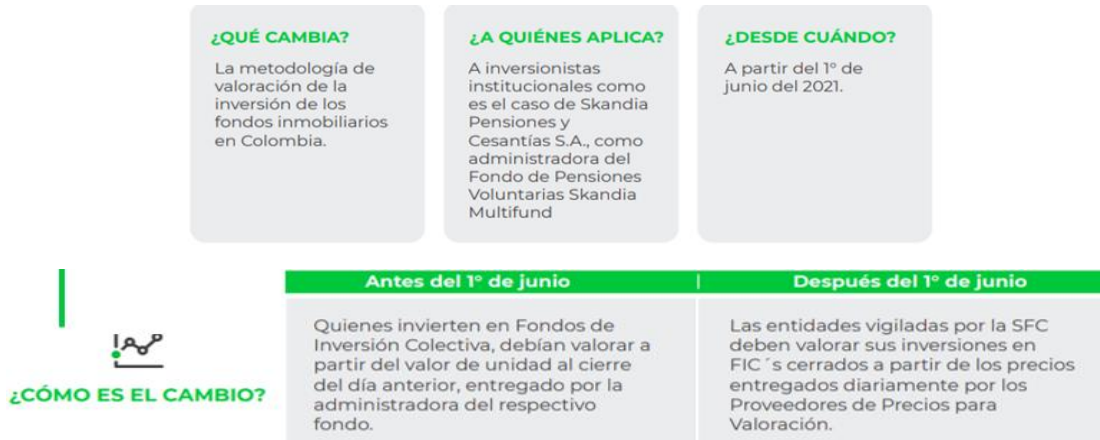 ¿QUÉ CAMBIA?
La metodología de
valoración de la
inversión de los
fondos inmobiliarios
en Colombia.
¿A QUIÉNES APLICA?
A inversionistas
institucionales como
es el caso de Skandia
Pensiones y
Cesantías S.A., como
administradora del
Fondo de Pensiones
Voluntarias Skandia
Multifund
¿DESDE CUÁNDO?
A partir del 1° de
junio del 2021.
¿CÓMO ES EL CAMBIO?
Antes del 1° de junio
Quienes invierten en Fondos de
Inversión Colectiva, debían valorar a
partir del valor de unidad al cierre
del día anterior, entregado por la
administradora del respectivo
fondo.
Después del 1° de junio
Las entidades vigiladas por la SFC
deben valorar sus inversiones en
FIC´s cerrados a partir de los precios
entregados diariamente por los
Proveedores de Precios para
Valoración.